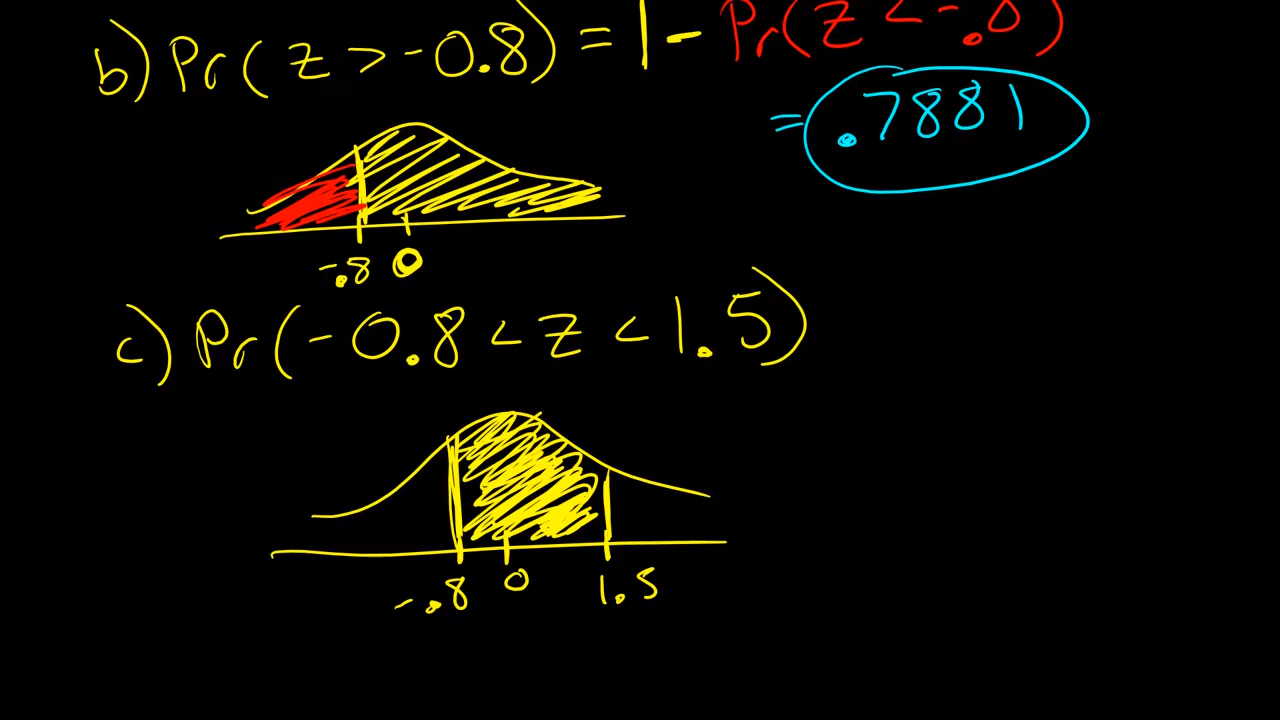 b) Pr(z > -0.8) = 1 - Pr(z < -.8)
= .7881
-.8 0
c) Pr(-0.8 < z < 1.5)
-.8 0 1.5